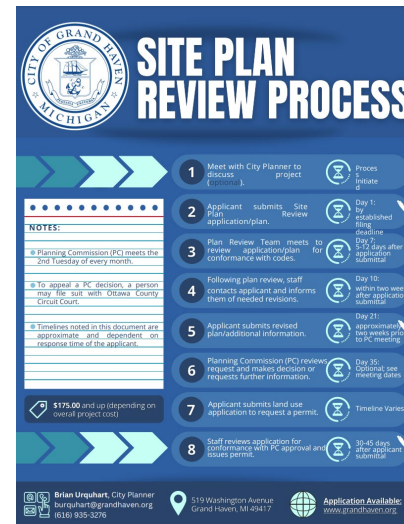 CITY OF GRAND HAVEN
MICHIGAN
SITE PLAN
REVIEW PROCESS
1
Meet with City Planner to
discuss project
(optional).
Proces
s
Initiate
d
2
Applicant submits Site
Plan Review
application/plan.
Day 1:
by
established
filing
deadline
3
Plan Review Team meets to
review application/plan for
conformance with codes.
Day 7:
5-12 days after
application
submittal
4
Following plan review, staff
contacts applicant and informs
them of needed revisions.
Day 10:
within two wee
after applicatio
submittal
5
Applicant submits revised
plan/additional information.
Day 21:
approximately
two weeks prio
to PC meeting
6
Planning Commission (PC) reviews
request and makes decision or
requests further information.
Day 35:
Optional; see
meeting dates
7
Applicant submits land use
application to request a permit.
Timeline Varies
8
Staff reviews application for
conformance with PC approval and
issues permit.
30-45 days
after applicant
submittal
NOTES:
Planning Commission (PC) meets the
2nd Tuesday of every month.
To appeal a PC decision, a person
may file suit with Ottawa County
Circuit Court.
Timelines noted in this document are
approximate and dependent on
response time of the applicant.
$175.00 and up (depending on
overall project cost)
Brian Urquhart, City Planner
burquhart@grandhaven.org
(616) 935-3276
519 Washington Avenue
Grand Haven, MI 49417
Application Available:
www.grandhaven.org